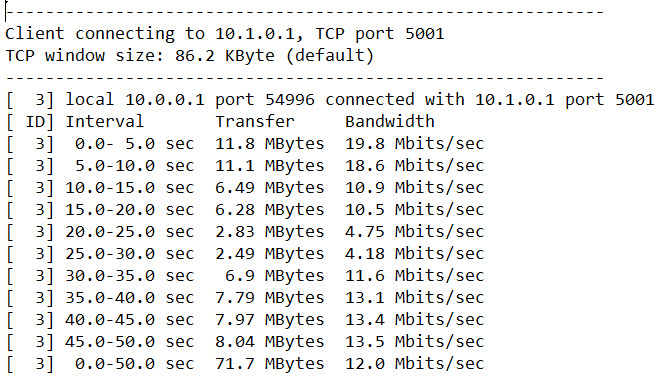 ------------------------------------------------------------
Client connecting to 10.1.0.1, TCP port 5001
TCP window size: 86.2 KByte (default)
------------------------------------------------------------
[  3] local 10.0.0.1 port 54996 connected with 10.1.0.1 port 5001
[ ID] Interval       Transfer     Bandwidth
[  3]  0.0- 5.0 sec  11.8 MBytes  19.8 Mbits/sec
[  3]  5.0-10.0 sec  11.1 MBytes  18.6 Mbits/sec
[  3] 10.0-15.0 sec  6.49 MBytes  10.9 Mbits/sec
[  3] 15.0-20.0 sec  6.28 MBytes  10.5 Mbits/sec
[  3] 20.0-25.0 sec  2.83 MBytes  4.75 Mbits/sec
[  3] 25.0-30.0 sec  2.49 MBytes  4.18 Mbits/sec
[  3] 30.0-35.0 sec   6.9 MBytes  11.6 Mbits/sec
[  3] 35.0-40.0 sec  7.79 MBytes  13.1 Mbits/sec
[  3] 40.0-45.0 sec  7.97 MBytes  13.4 Mbits/sec
[  3] 45.0-50.0 sec  8.04 MBytes  13.5 Mbits/sec
[  3]  0.0-50.0 sec  71.7 MBytes  12.0 Mbits/sec